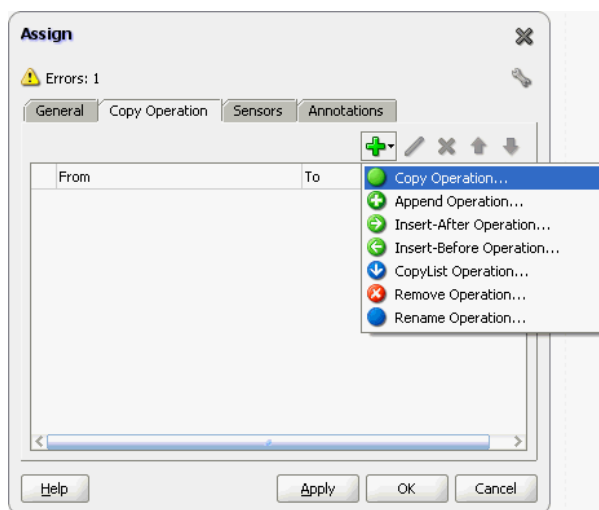 Assign
Errors: 1
General Copy Operation Sensors Annotations
From To
Copy Operation...
Append Operation...
Insert-After Operation...
Insert-Before Operation...
CopyList Operation...
Remove Operation...
Rename Operation...
Help Apply OK Cancel